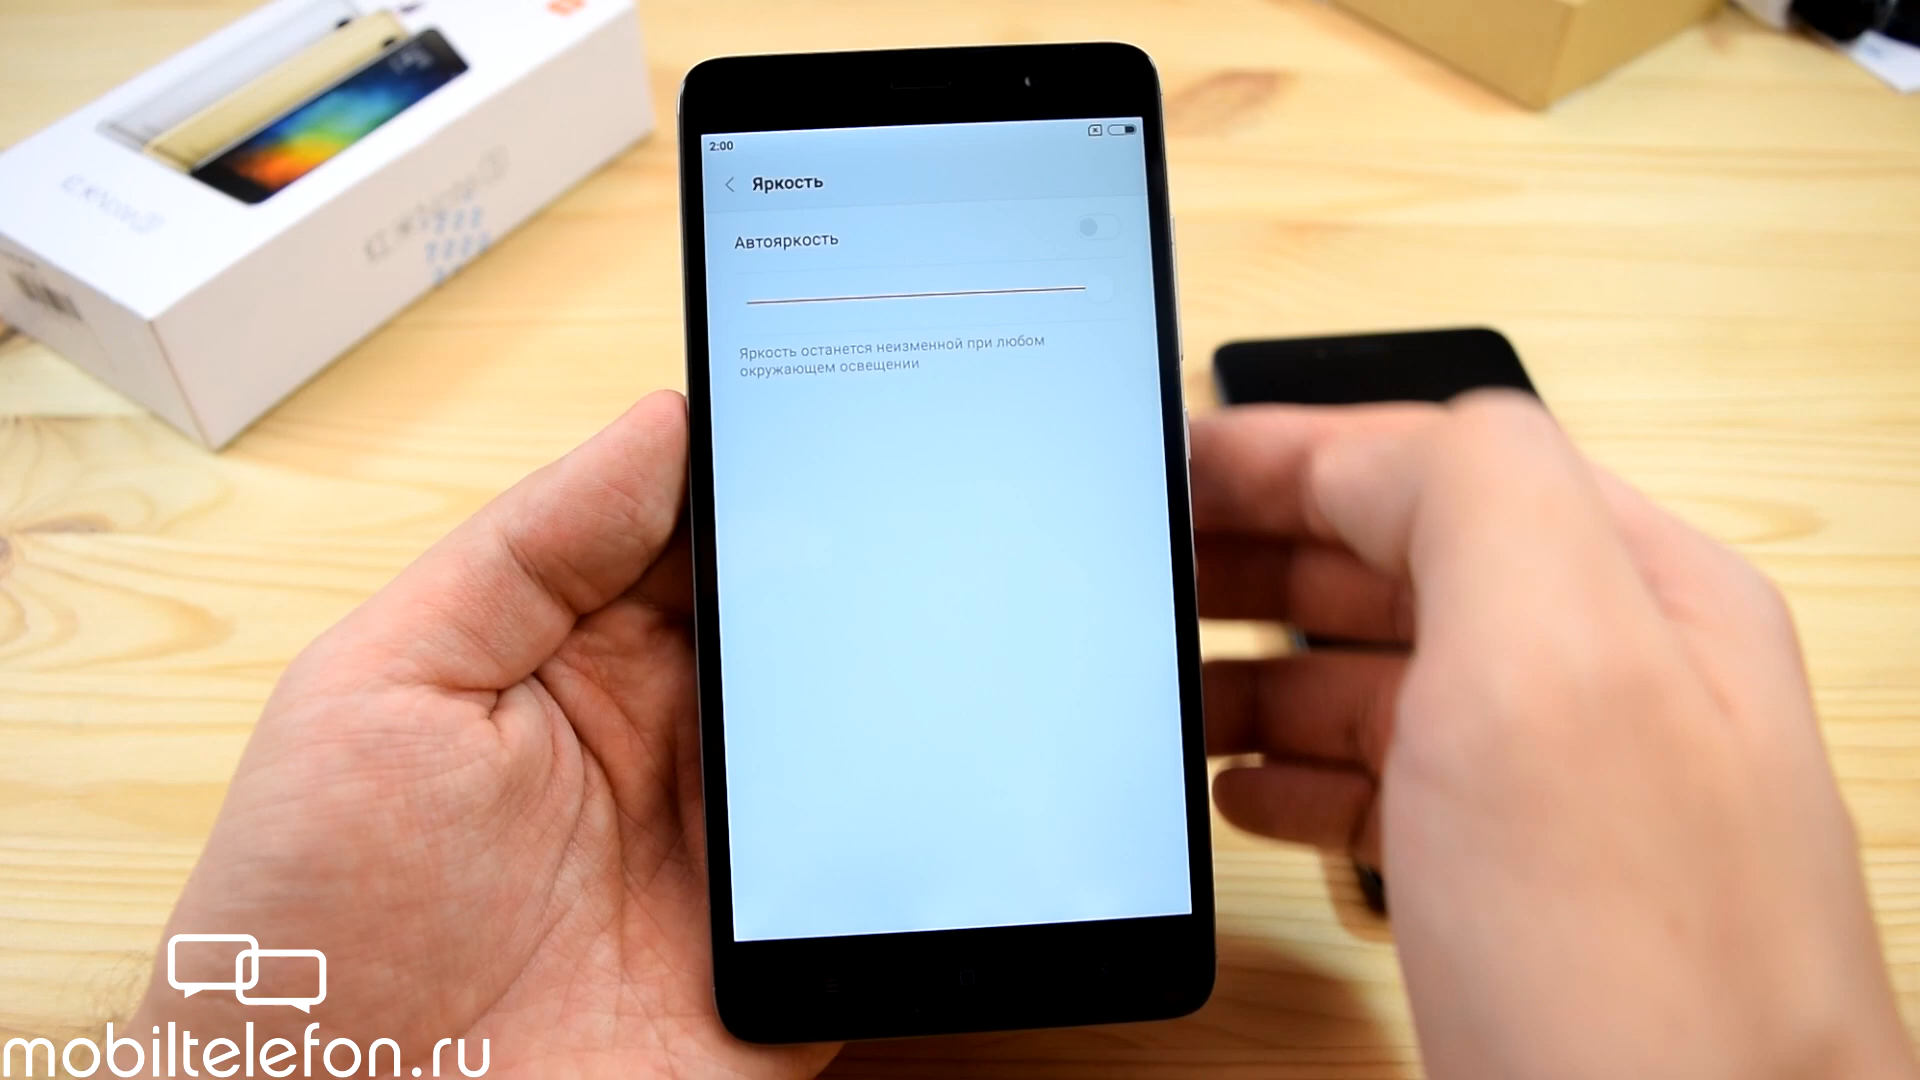 2:00
Яркость
Автояркость
Яркость останется неизменной при любом
окружающем освещении
mobiltelefon.ru